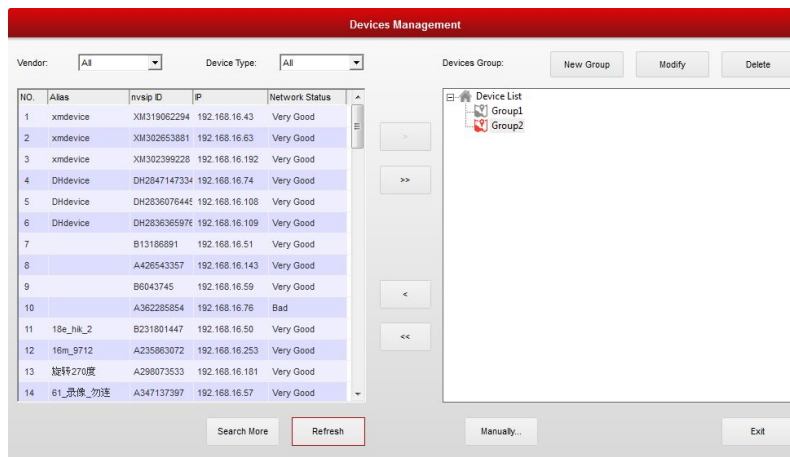 Devices Management
Vendor: All Device Type: All Devices Group: New Group Modify Delete
NO. Alias nvsip ID IP Network Status
1 xmdevice XM319062294 192.168.16.43 Very Good
2 xmdevice XM302653881 192.168.16.63 Very Good
3 xmdevice XM302399228 192.168.16.192 Very Good
4 DHdevice DH2847147334 192.168.16.74 Very Good
5 DHdevice DH2836076445 192.168.16.108 Very Good
6 DHdevice DH2836365976 192.168.16.109 Very Good
7 B13186891 192.168.16.51 Very Good
8 A426543357 192.168.16.143 Very Good
9 B6043745 192.168.16.59 Very Good
10 A362285854 192.168.16.76 Bad
11 18e_hik_2 B231801447 192.168.16.50 Very Good
12 16m_9712 A235863072 192.168.16.253 Very Good
13 旋转270度 A298073533 192.168.16.181 Very Good
14 61_录像_勿连 A347137397 192.168.16.57 Very Good
>
>>
<
<<
Device List
Group1
Group2
Search More Refresh Manually... Exit